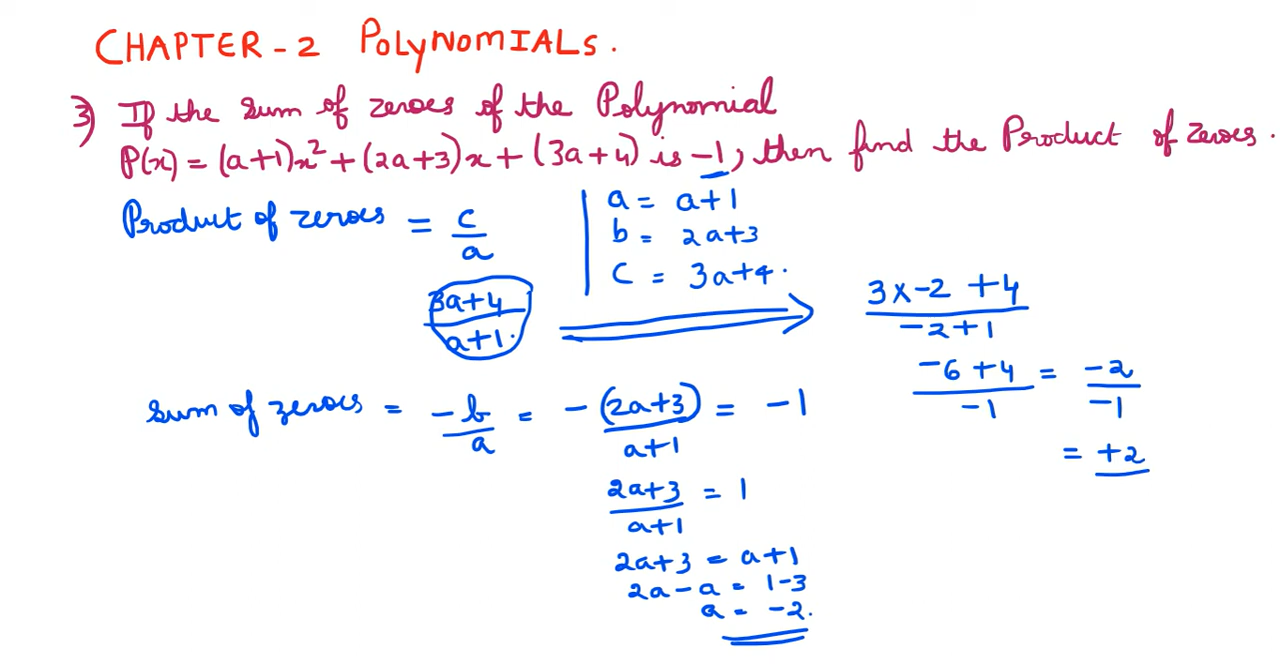 CHAPTER-2 POLYNOMIALS.
3) If the sum of zeroes of the Polynomial
P(x) = (a+1)x² + (2a+3)x + (3a+4) is -1, then find the Product of zeroes.
Product of zeroes = c/a
a = a+1
b = 2a+3
c = 3a+4.
3a+4/a+1.
3x-2+4/-2+1
-6+4/-1 = -2/-1
= +2
sum of zeroes = -b/a = -(2a+3)/a+1 = -1
2a+3/a+1 = 1
2a+3 = a+1
2a-a = 1-3
a = -2.